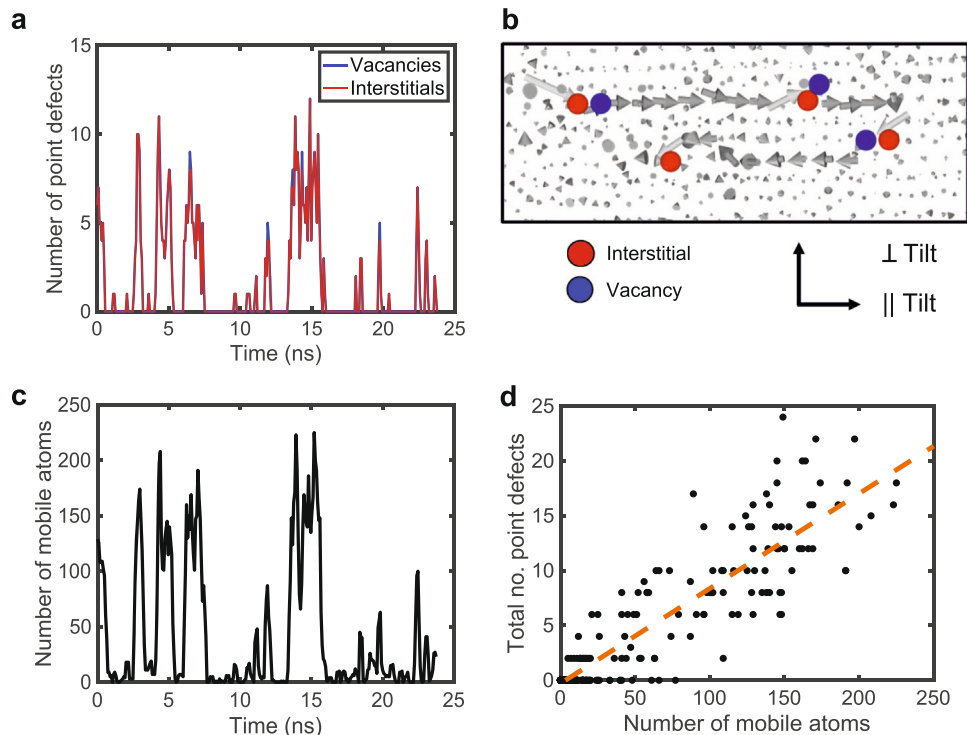 a
15
10
5
0
Number of point defects
Vacancies
Interstitials
0 5 10 15 20 25
Time (ns)
b
Interstitial
Vacancy
⊥ Tilt
|| Tilt
c
250
200
150
100
50
0
Number of mobile atoms
0 5 10 15 20 25
Time (ns)
d
25
20
15
10
5
0
Total no. point defects
0 50 100 150 200 250
Number of mobile atoms